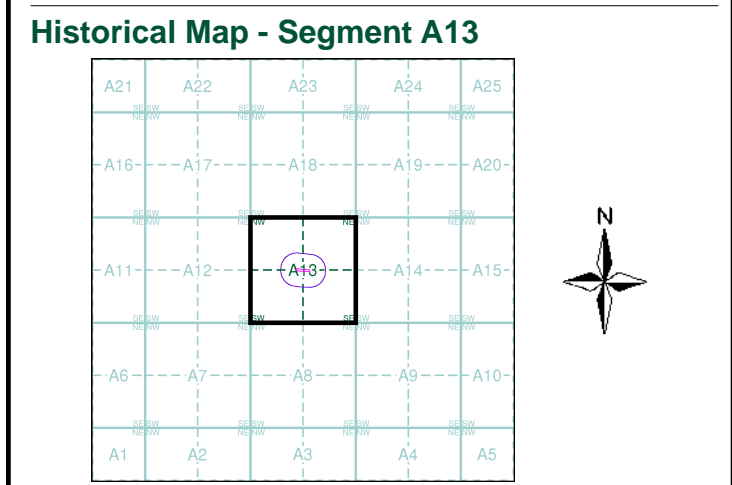 Historical Map - Segment A13
A21 A22 A23 A24 A25
SE SW SE SW SE SW SE SW
NE NW NE NW NE NW NE NW
N
A16 A17 A18 A19 A20
SE SW SE SW SE SW SE SW
NE NW NE NW NE NW NE NW
A11 A12 A13 A14 A15
SE SW SE SW SE SW SE SW
NE NW NE NW NE NW NE NW
A6 A7 A8 A9 A10
SE SW SE SW SE SW SE SW
NE NW NE NW NE NW NE NW
A1 A2 A3 A4 A5